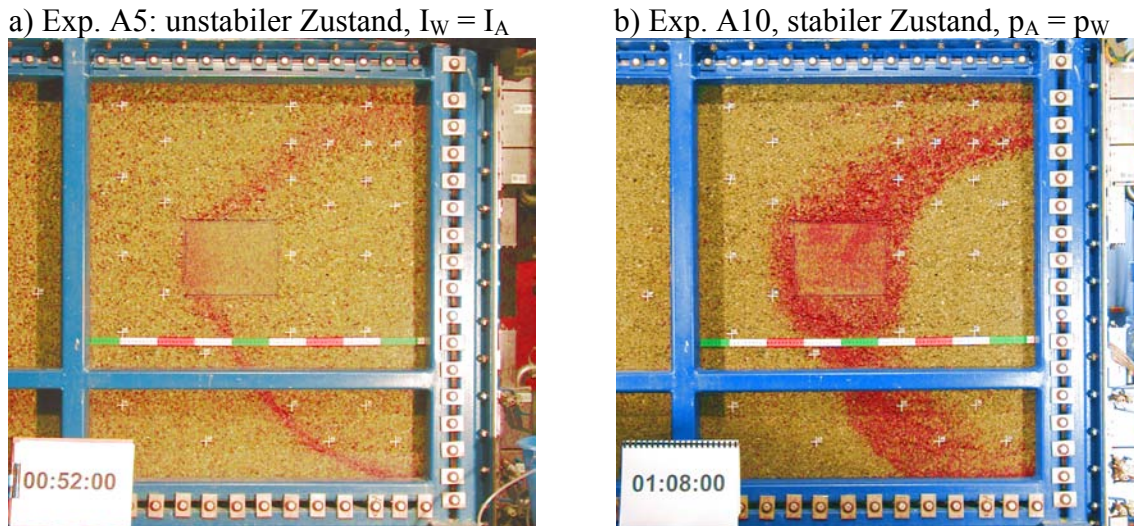 a) Exp. A5: unstabiler Zustand, I_W = I_A
b) Exp. A10, stabiler Zustand, p_A = p_W
00:52:00
01:08:00